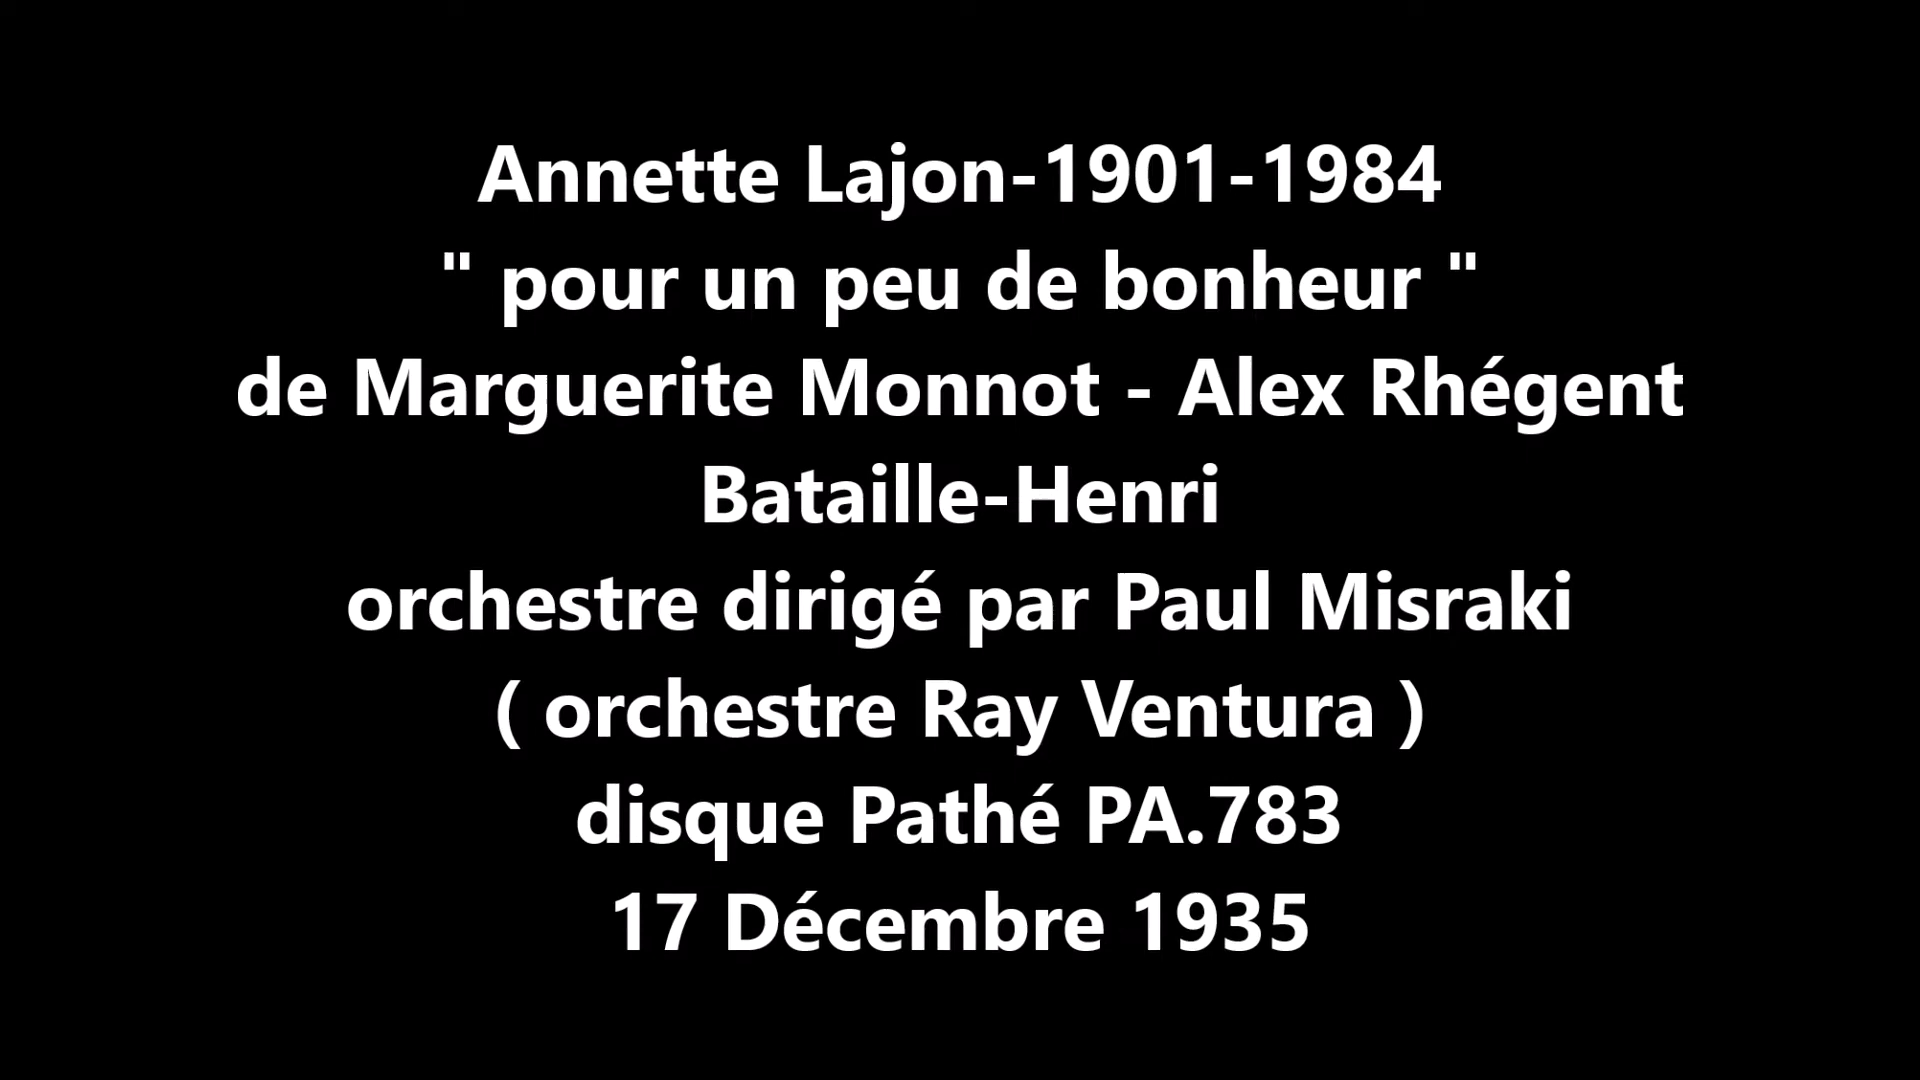 Annette Lajon-1901-1984
" pour un peu de bonheur "
de Marguerite Monnot - Alex Rhégent
Bataille-Henri
orchestre dirigé par Paul Misraki
( orchestre Ray Ventura )
disque Pathé PA.783
17 Décembre 1935